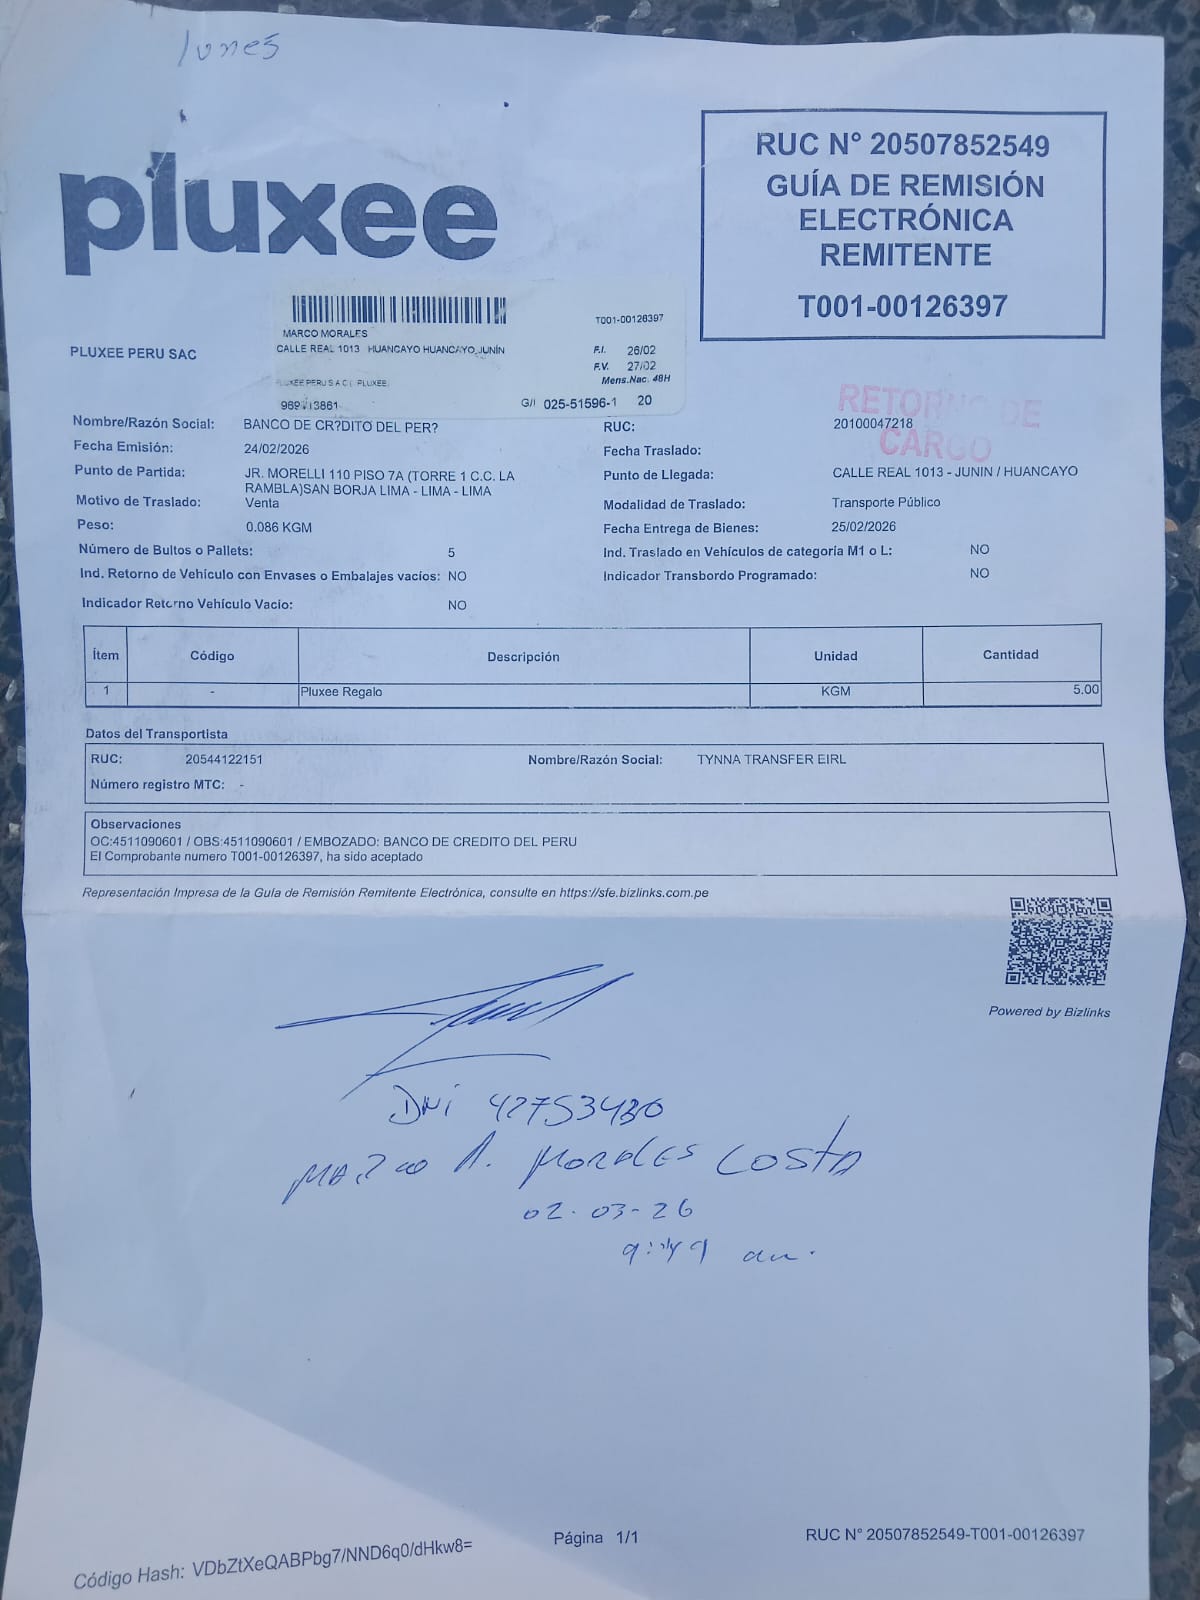 lunes
pluxee
RUC N° 20507852549
GUÍA DE REMISIÓN
ELECTRÓNICA
REMITENTE
T001-00126397
PLUXEE PERU SAC
MARCO MORALES
CALLE REAL 1013 HUANCAYO HUANCAYO JUNÍN
PLUXEE PERU S A C ( PLUXEE)
T001-00126397
F.I. 26/02
F.V. 27/02
Mens.Nac. 48H
G/I 025-51596-1 20
RETORNO DE
CARGO
Nombre/Razón Social: BANCO DE CR?DITO DEL PER?
RUC: 20100047218
Fecha Emisión: 24/02/2026
Fecha Traslado:
Punto de Partida: JR. MORELLI 110 PISO 7A (TORRE 1 C.C. LA
RAMBLA)SAN BORJA LIMA - LIMA - LIMA
Punto de Llegada: CALLE REAL 1013 - JUNIN / HUANCAYO
Motivo de Traslado: Venta
Modalidad de Traslado: Transporte Público
Peso: 0.086 KGM
Fecha Entrega de Bienes: 25/02/2026
Número de Bultos o Pallets: 5
Ind. Traslado en Vehículos de categoría M1 o L: NO
Ind. Retorno de Vehículo con Envases o Embalajes vacíos: NO
Indicador Transbordo Programado: NO
Indicador Retorno Vehículo Vacío: NO
Ítem Código Descripción Unidad Cantidad
1 - Pluxee Regalo KGM 5.00
Datos del Transportista
RUC: 20544122151 Nombre/Razón Social: TYNNA TRANSFER EIRL
Número registro MTC: -
Observaciones
OC:4511090601 / OBS:4511090601 / EMBOZADO: BANCO DE CREDITO DEL PERU
El Comprobante numero T001-00126397, ha sido aceptado
Representación Impresa de la Guía de Remisión Remitente Electrónica, consulte en https://sfe.bizlinks.com.pe
Powered by Bizlinks
DNI 42753430
MARCO A. MORALES COSTA
02-03-26
9:49 am.
Código Hash: VDbZtXeQABPbg7/NND6q0/dHkw8=
Página 1/1
RUC N° 20507852549-T001-00126397